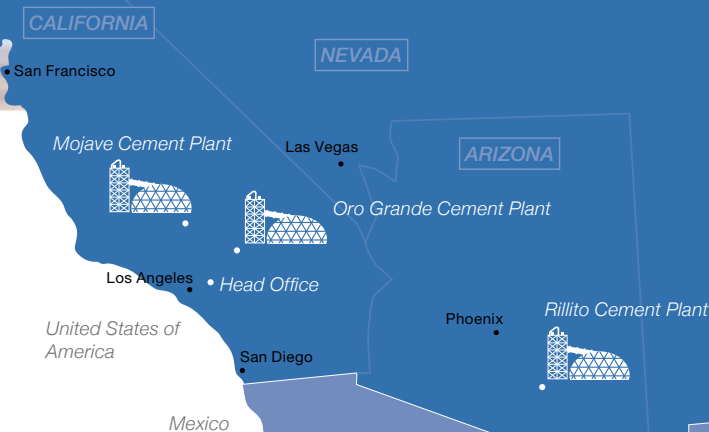 CALIFORNIA
NEVADA
San Francisco
Mojave Cement Plant
Las Vegas
ARIZONA
Oro Grande Cement Plant
Los Angeles
Head Office
Phoenix
Rillito Cement Plant
United States of
America
San Diego
Mexico